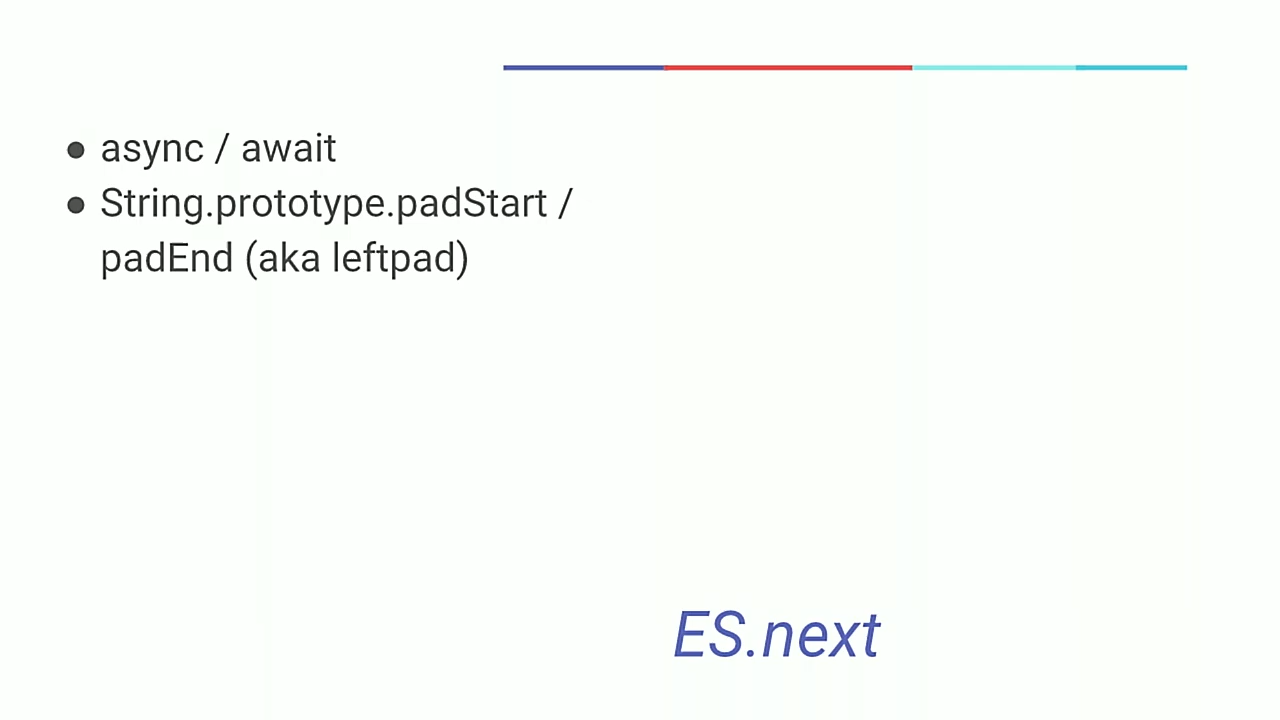 ● async / await
● String.prototype.padStart /
padEnd (aka leftpad)
ES.next